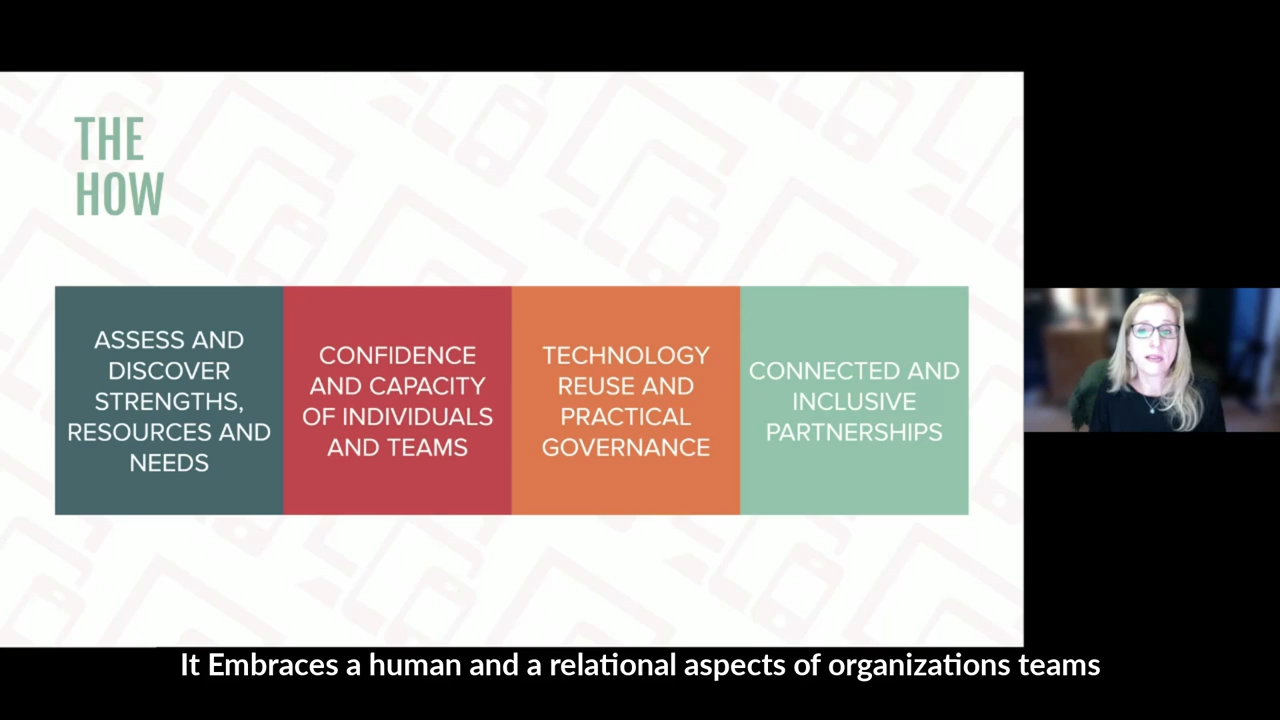 THE
HOW
ASSESS AND
DISCOVER
STRENGTHS,
RESOURCES AND
NEEDS
CONFIDENCE
AND CAPACITY
OF INDIVIDUALS
AND TEAMS
TECHNOLOGY
REUSE AND
PRACTICAL
GOVERNANCE
CONNECTED AND
INCLUSIVE
PARTNERSHIPS
It Embraces a human and a relational aspects of organizations teams